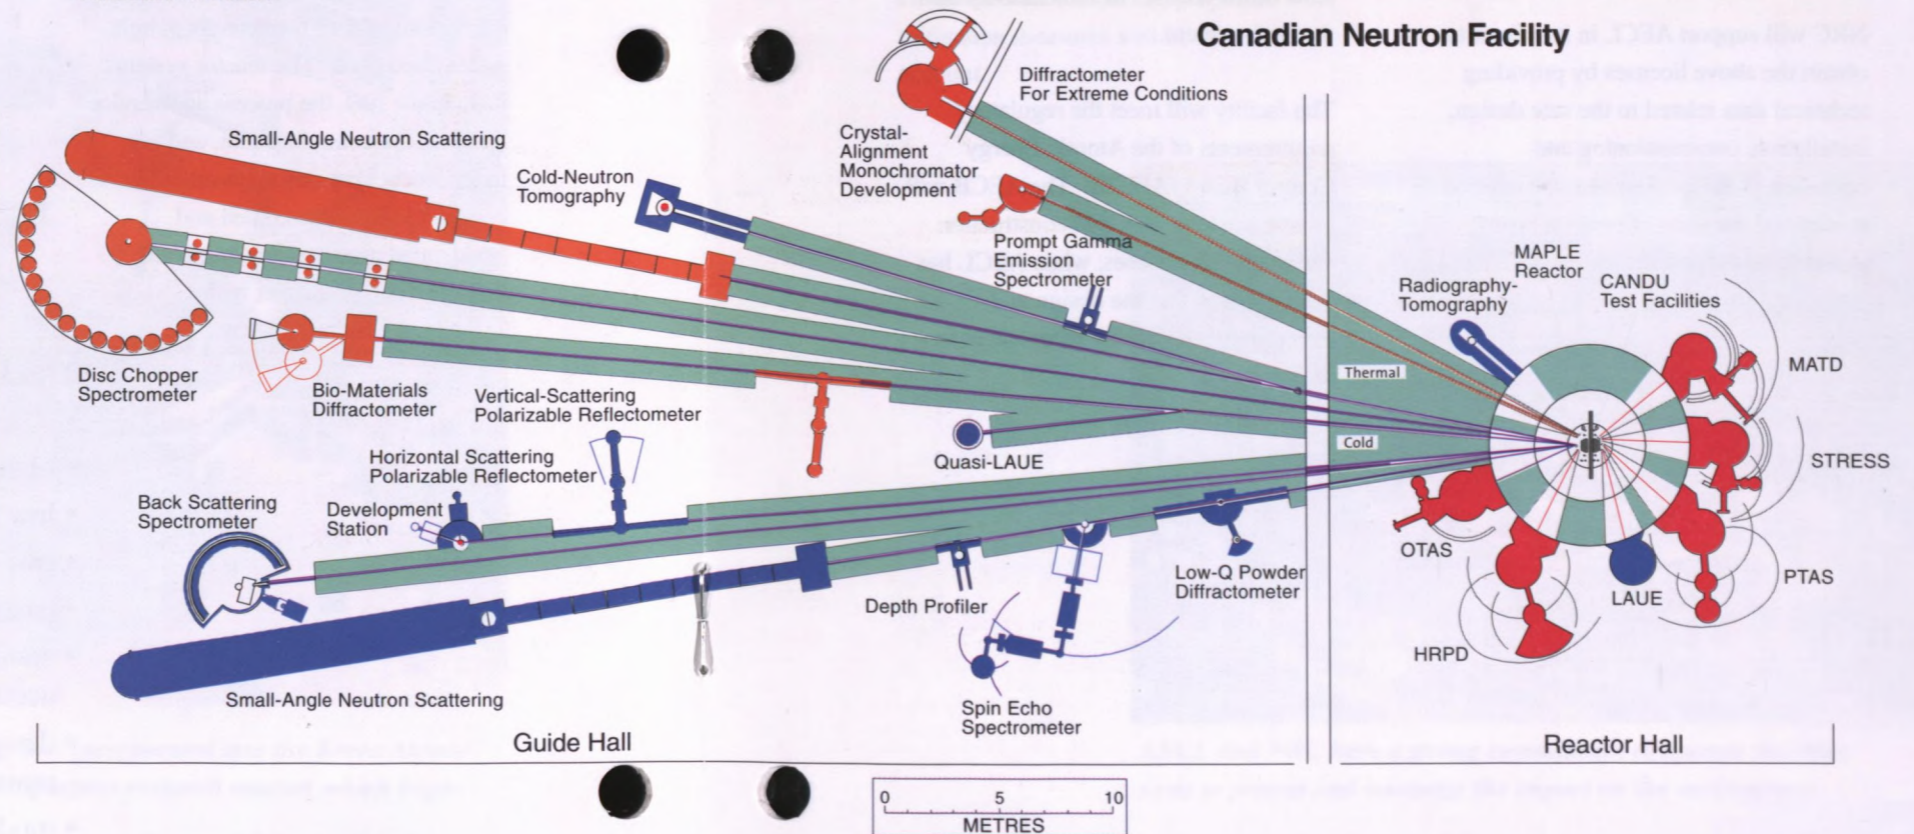 Canadian Neutron Facility
Diffractometer
For Extreme Conditions
Small-Angle Neutron Scattering
Crystal-
Alignment
Monochromator
Development
Cold-Neutron
Tomography
Prompt Gamma
Emission
Spectrometer
MAPLE
Reactor
Radiography-
Tomography
CANDU
Test Facilities
MATD
Thermal
Disc Chopper
Spectrometer
Bio-Materials
Diffractometer
Vertical-Scattering
Polarizable Reflectometer
Cold
Quasi-LAUE
STRESS
Horizontal Scattering
Polarizable Reflectometer
Back Scattering
Spectrometer
Development
Station
OTAS
PTAS
LAUE
Low-Q Powder
Diffractometer
Depth Profiler
HRPD
Small-Angle Neutron Scattering
Spin Echo
Spectrometer
Guide Hall
Reactor Hall
0 5 10
METRES